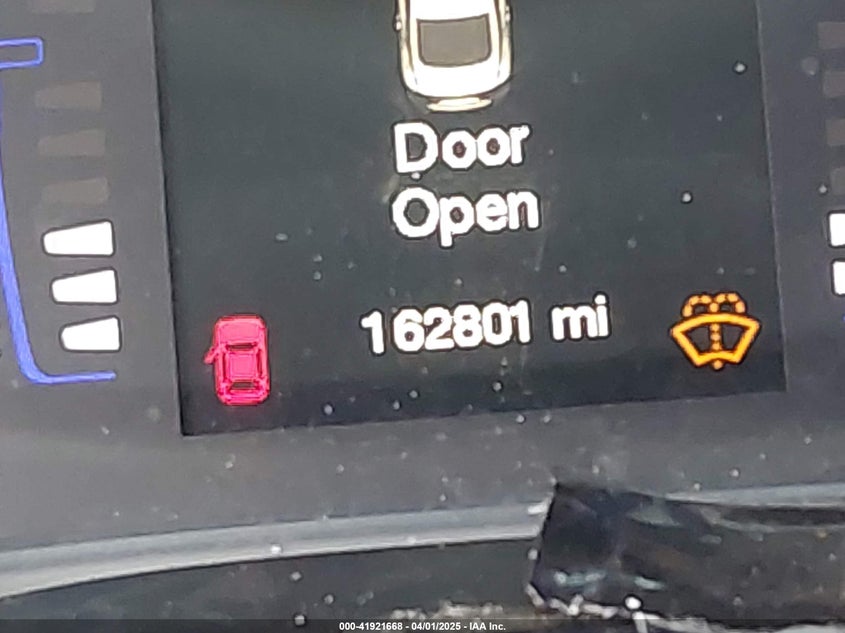 Door
Open
162801 mi
000-41921668 - 04/01/2025 - IAA Inc.